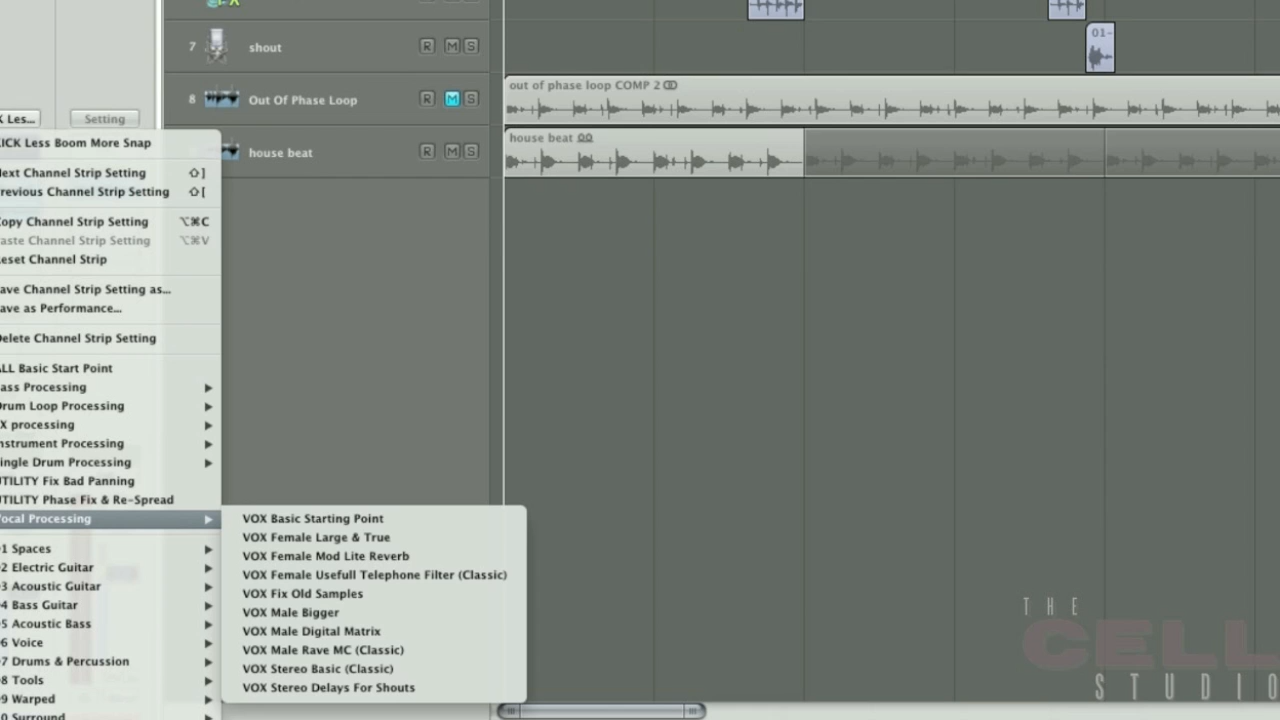 7 shout R M S
01-
8 Out Of Phase Loop R M S
out of phase loop COMP 2
house beat R M S
house beat
K Les...
Setting
KICK Less Boom More Snap
ext Channel Strip Setting ⇧]
revious Channel Strip Setting ⇧[
opy Channel Strip Setting ⌥⌘C
aste Channel Strip Setting ⌥⌘V
eset Channel Strip
ave Channel Strip Setting as...
ave as Performance...
elete Channel Strip Setting
LL Basic Start Point
ass Processing
rum Loop Processing
X processing
nstrument Processing
ingle Drum Processing
TILITY Fix Bad Panning
TILITY Phase Fix & Re-Spread
ocal Processing
VOX Basic Starting Point
VOX Female Large & True
VOX Female Mod Lite Reverb
VOX Female Usefull Telephone Filter (Classic)
VOX Fix Old Samples
VOX Male Bigger
VOX Male Digital Matrix
VOX Male Rave MC (Classic)
VOX Stereo Basic (Classic)
VOX Stereo Delays For Shouts
1 Spaces
2 Electric Guitar
3 Acoustic Guitar
4 Bass Guitar
5 Acoustic Bass
6 Voice
7 Drums & Percussion
8 Tools
9 Warped
0 Surround
THE
CELL
STUDIO